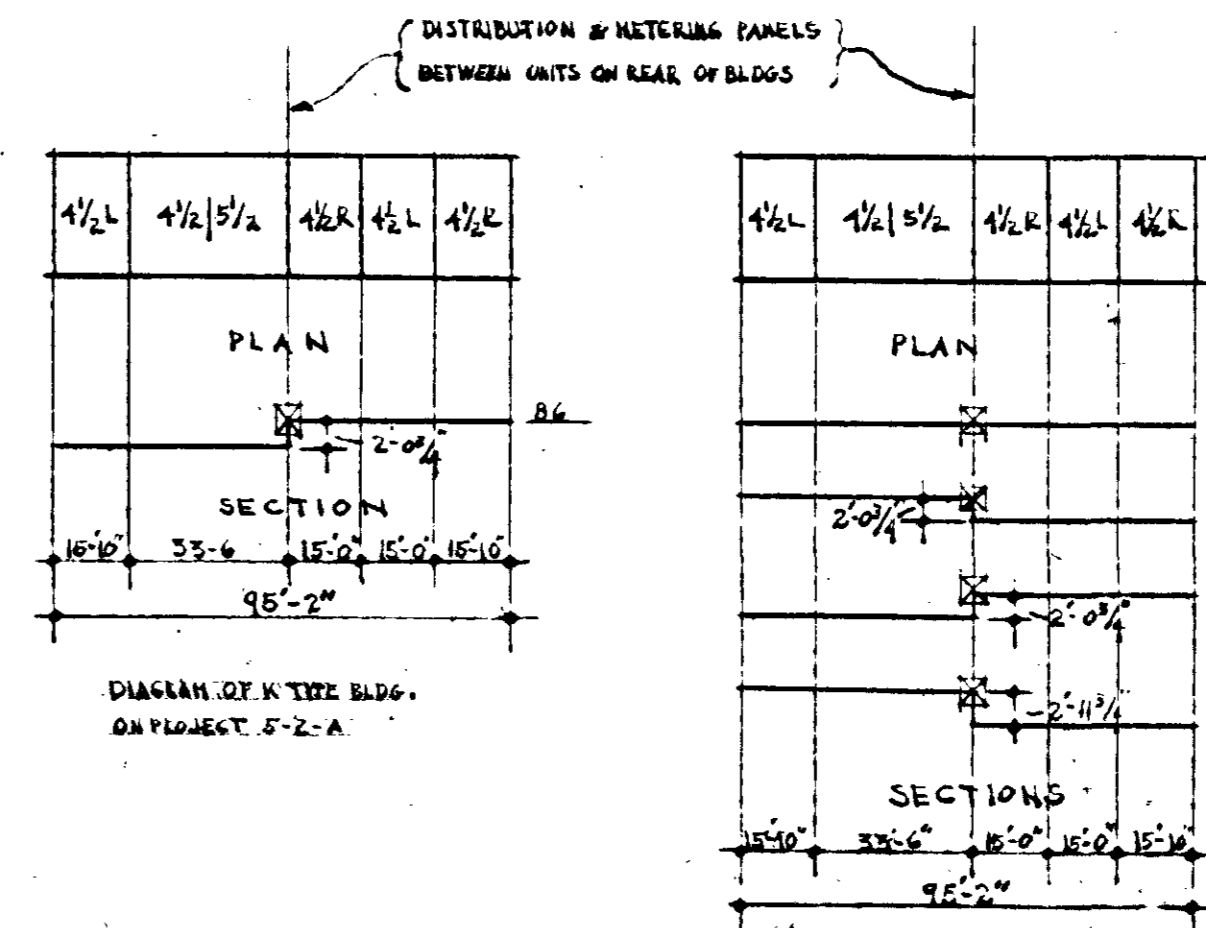 DISTRIBUTION & METERING PANELS
BETWEEN UNITS ON REAR OF BLDGS
4½L 4½|5½ 4½R 4½L 4½R
PLAN
86
2'-0¾"
SECTION
15'-10" 33-6 15'-0" 15'-0" 15'-10"
95'-2"
DIAGRAM OF K TYPE BLDG.
ON PROJECT 5-2-A
4½L 4½|5½ 4½R 4½L 4½R
PLAN
2'-0¾"
2'-0¾"
2'-11¾"
SECTIONS
15'-10" 33'-6" 15'-0" 15'-0" 15'-10"
95'-2"